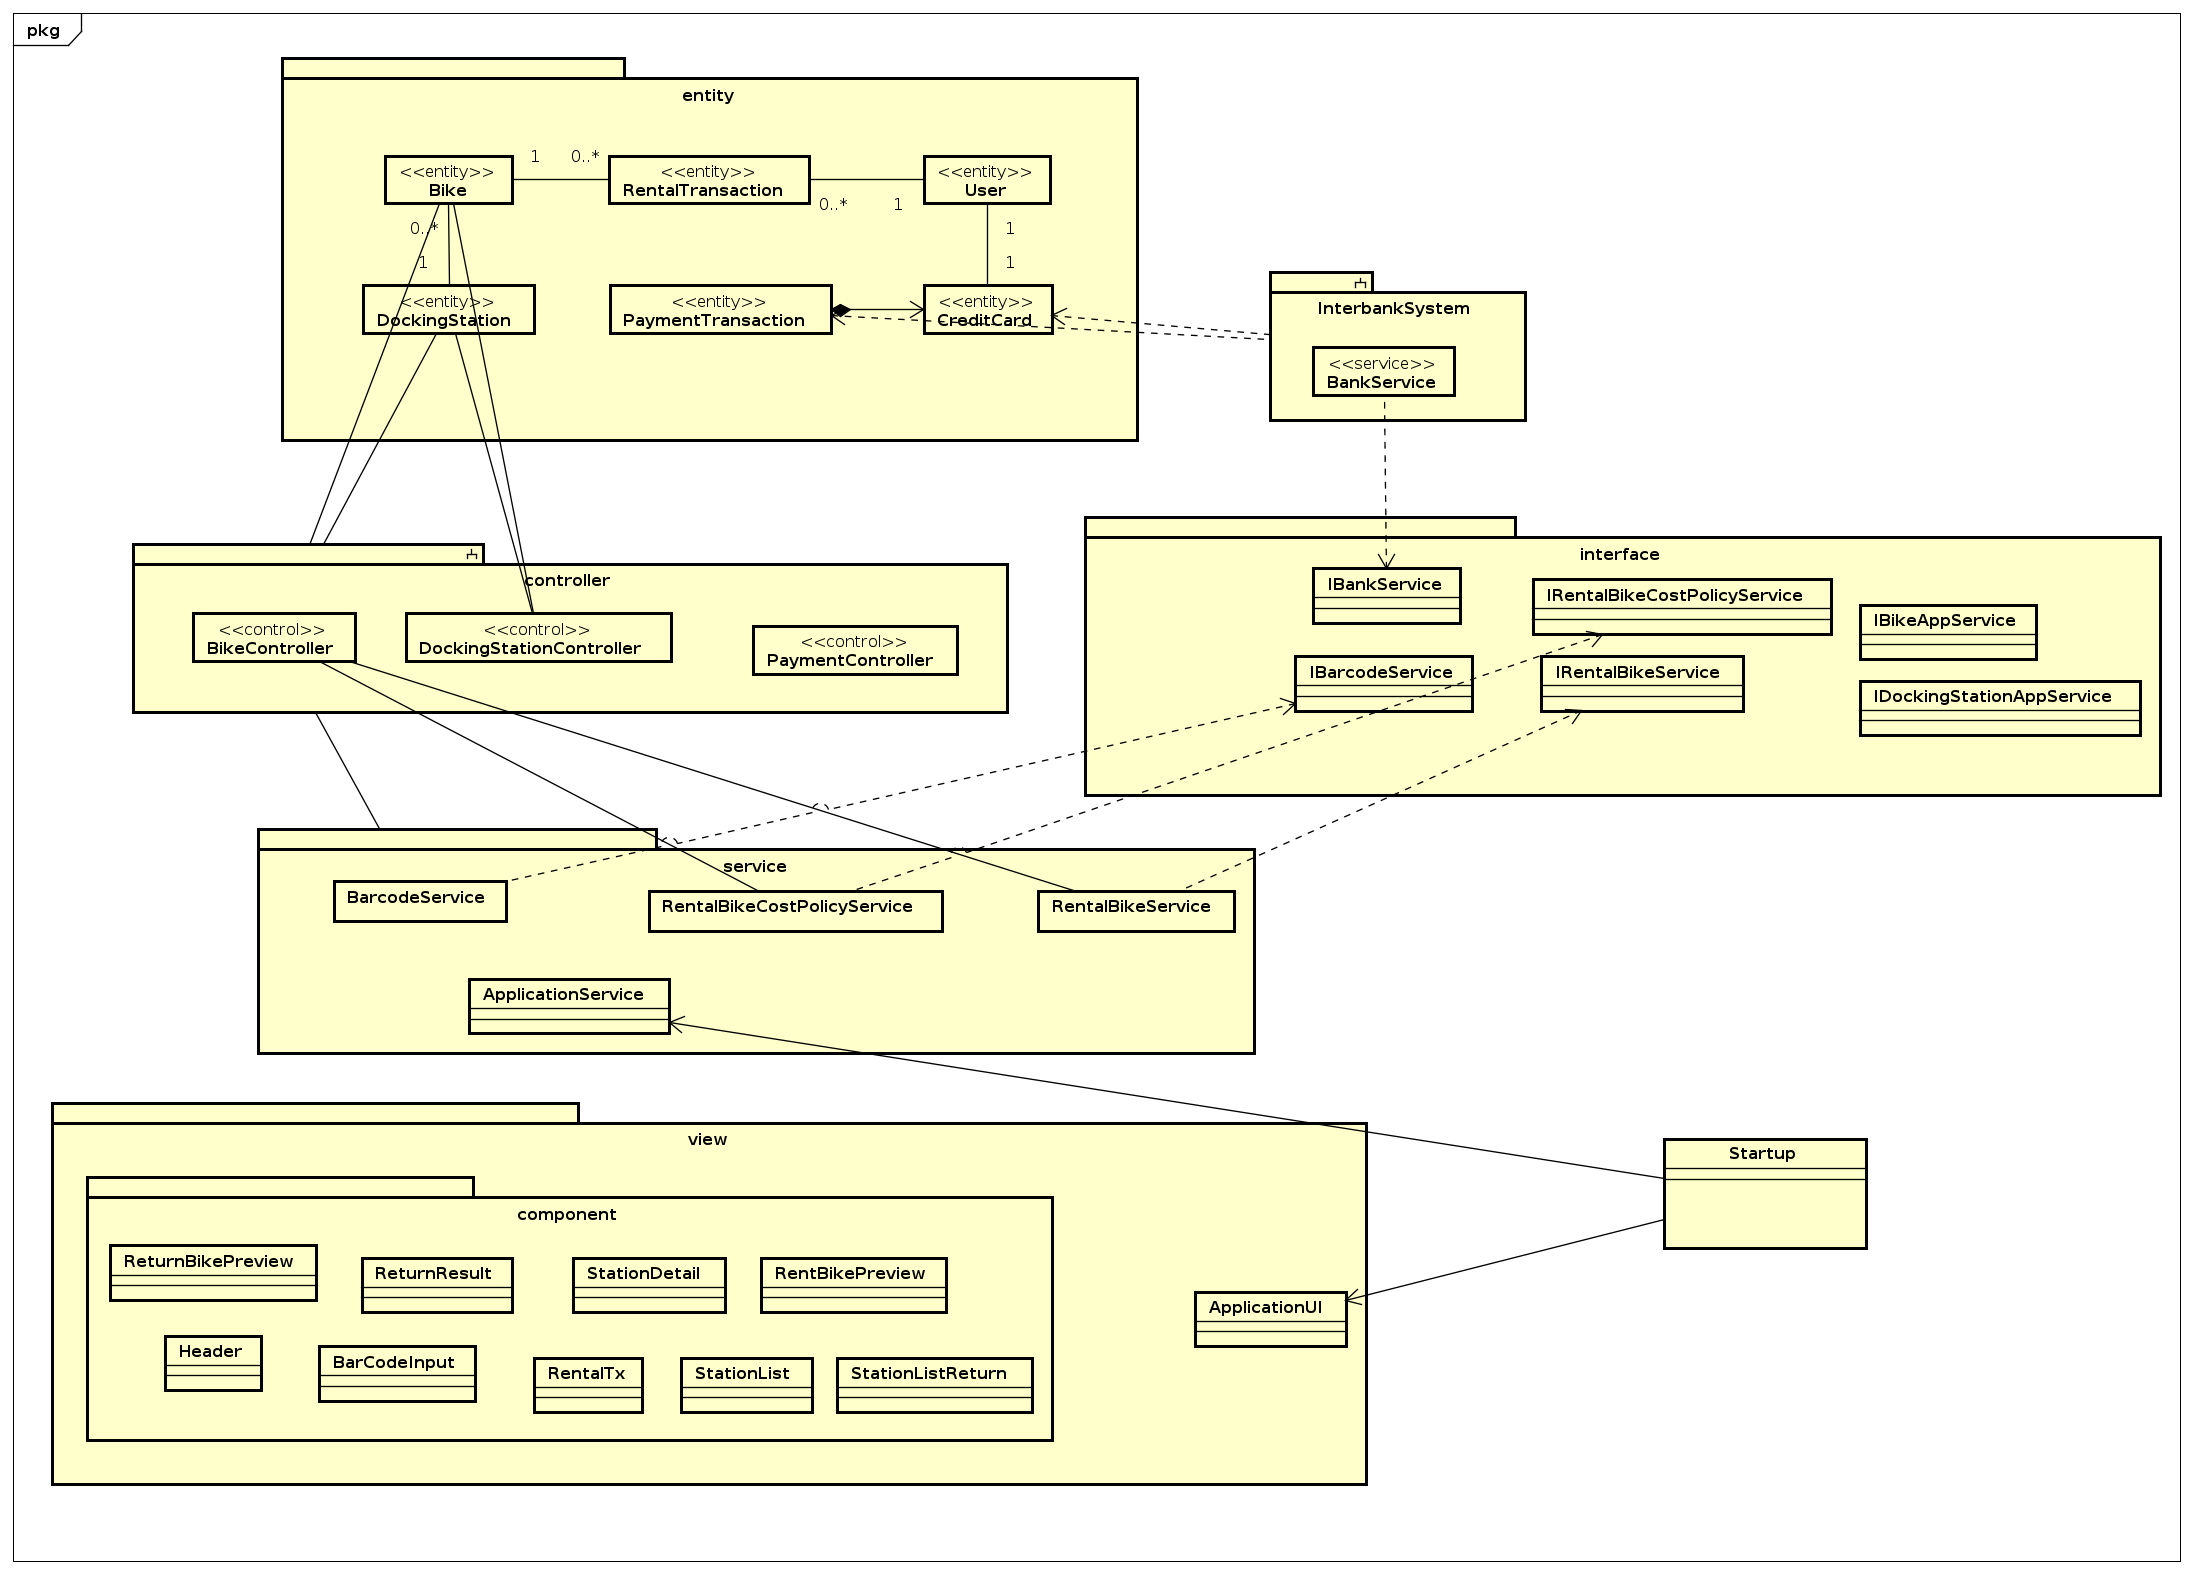 pkg
entity
<<entity>>
Bike
1
0..*
<<entity>>
RentalTransaction
0..*
1
<<entity>>
User
0..*
1
1
1
<<entity>>
DockingStation
<<entity>>
PaymentTransaction
<<entity>>
CreditCard
InterbankSystem
<<service>>
BankService
controller
<<control>>
BikeController
<<control>>
DockingStationController
<<control>>
PaymentController
interface
IBankService
IRentalBikeCostPolicyService
IBikeAppService
IBarcodeService
IRentalBikeService
IDockingStationAppService
service
BarcodeService
RentalBikeCostPolicyService
RentalBikeService
ApplicationService
view
component
ReturnBikePreview
ReturnResult
StationDetail
RentBikePreview
Header
BarCodeInput
RentalTx
StationList
StationListReturn
ApplicationUI
Startup